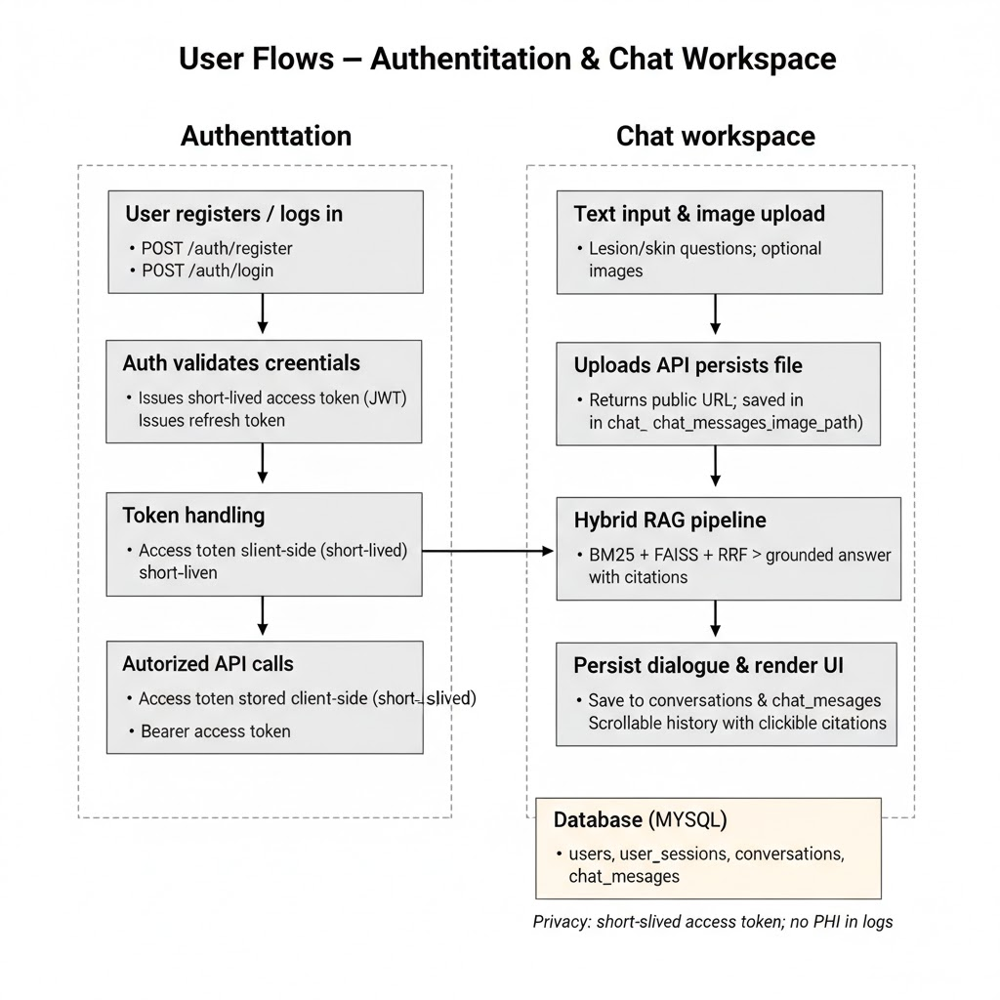 User Flows – Authentitation & Chat Workspace
Authenttation
User registers / logs in
• POST /auth/register
• POST /auth/login
Auth validates creentials
• Issues short-lived access token (JWT)
Issues refresh token
Token handling
• Access toten slient-side (short-lived)
short-liven
Autorized API calls
• Access toten stored client-side (short-slived)
• Bearer access token
Chat workspace
Text input & image upload
• Lesion/skin questions; optional
images
Uploads API persists file
• Returns public URL; saved in
in chat_ chat_messages_image_path)
Hybrid RAG pipeline
• BM25 + FAISS + RRF > grounded answer
with citations
Persist dialogue & render UI
• Save to conversations & chat_mesages
Scrollable history with clickible citations
Database (MYSQL)
• users, user_sessions, conversations,
chat_mesages
Privacy: short-slived access token; no PHI in logs